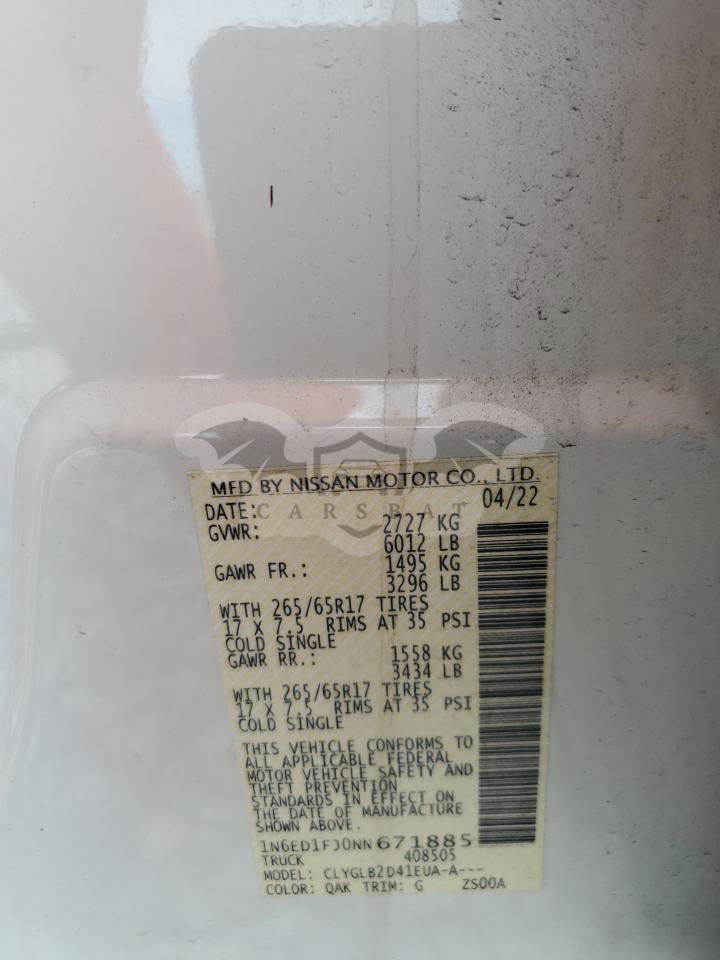 MFD BY NISSAN MOTOR CO., LTD.
DATE: 04/22
CARSBAT
GVWR: 2727 KG
6012 LB
GAWR FR.: 1495 KG
3296 LB
WITH 265/65R17 TIRES
17 X 7.5 RIMS AT 35 PSI
COLD SINGLE
GAWR RR.: 1558 KG
3434 LB
WITH 265/65R17 TIRES
17 X 7.5 RIMS AT 35 PSI
COLD SINGLE
THIS VEHICLE CONFORMS TO
ALL APPLICABLE FEDERAL
MOTOR VEHICLE SAFETY AND
THEFT PREVENTION
STANDARDS IN EFFECT ON
THE DATE OF MANUFACTURE
SHOWN ABOVE.
1N6ED1FJ0NN671885
TRUCK 408505
MODEL: CLYGLB2D41EUA-A---
COLOR: QAK TRIM: G ZS00A